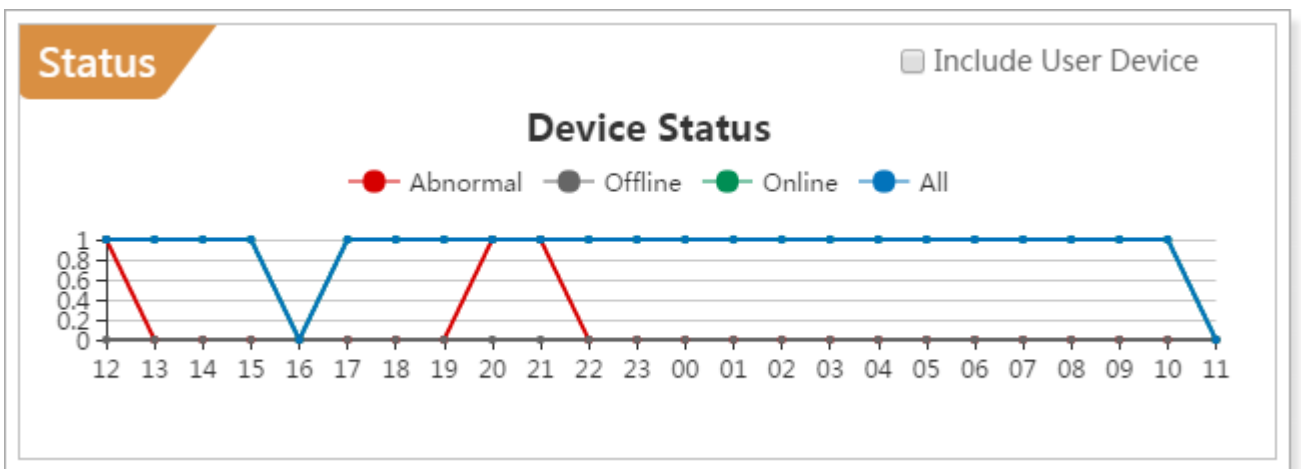 Status
Include User Device
Device Status
Abnormal Offline Online All
1
0.8
0.6
0.4
0.2
0
12 13 14 15 16 17 18 19 20 21 22 23 00 01 02 03 04 05 06 07 08 09 10 11